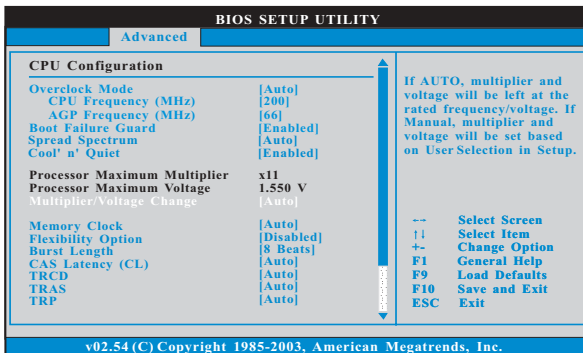 BIOS SETUP UTILITY
Advanced
CPU Configuration
Overclock Mode [Auto]
CPU Frequency (MHz) [200]
AGP Frequency (MHz) [66]
Boot Failure Guard [Enabled]
Spread Spectrum [Auto]
Cool' n' Quiet [Enabled]
Processor Maximum Multiplier x11
Processor Maximum Voltage 1.550 V
Multiplier/Voltage Change [Auto]
Memory Clock [Auto]
Flexibility Option [Disabled]
Burst Length [8 Beats]
CAS Latency (CL) [Auto]
TRCD [Auto]
TRAS [Auto]
TRP [Auto]
If AUTO, multiplier and
voltage will be left at the
rated frequency/voltage. If
Manual, multiplier and
voltage will be set based
on User Selection in Setup.
←→ Select Screen
↑↓ Select Item
+- Change Option
F1 General Help
F9 Load Defaults
F10 Save and Exit
ESC Exit
v02.54 (C) Copyright 1985-2003, American Megatrends, Inc.